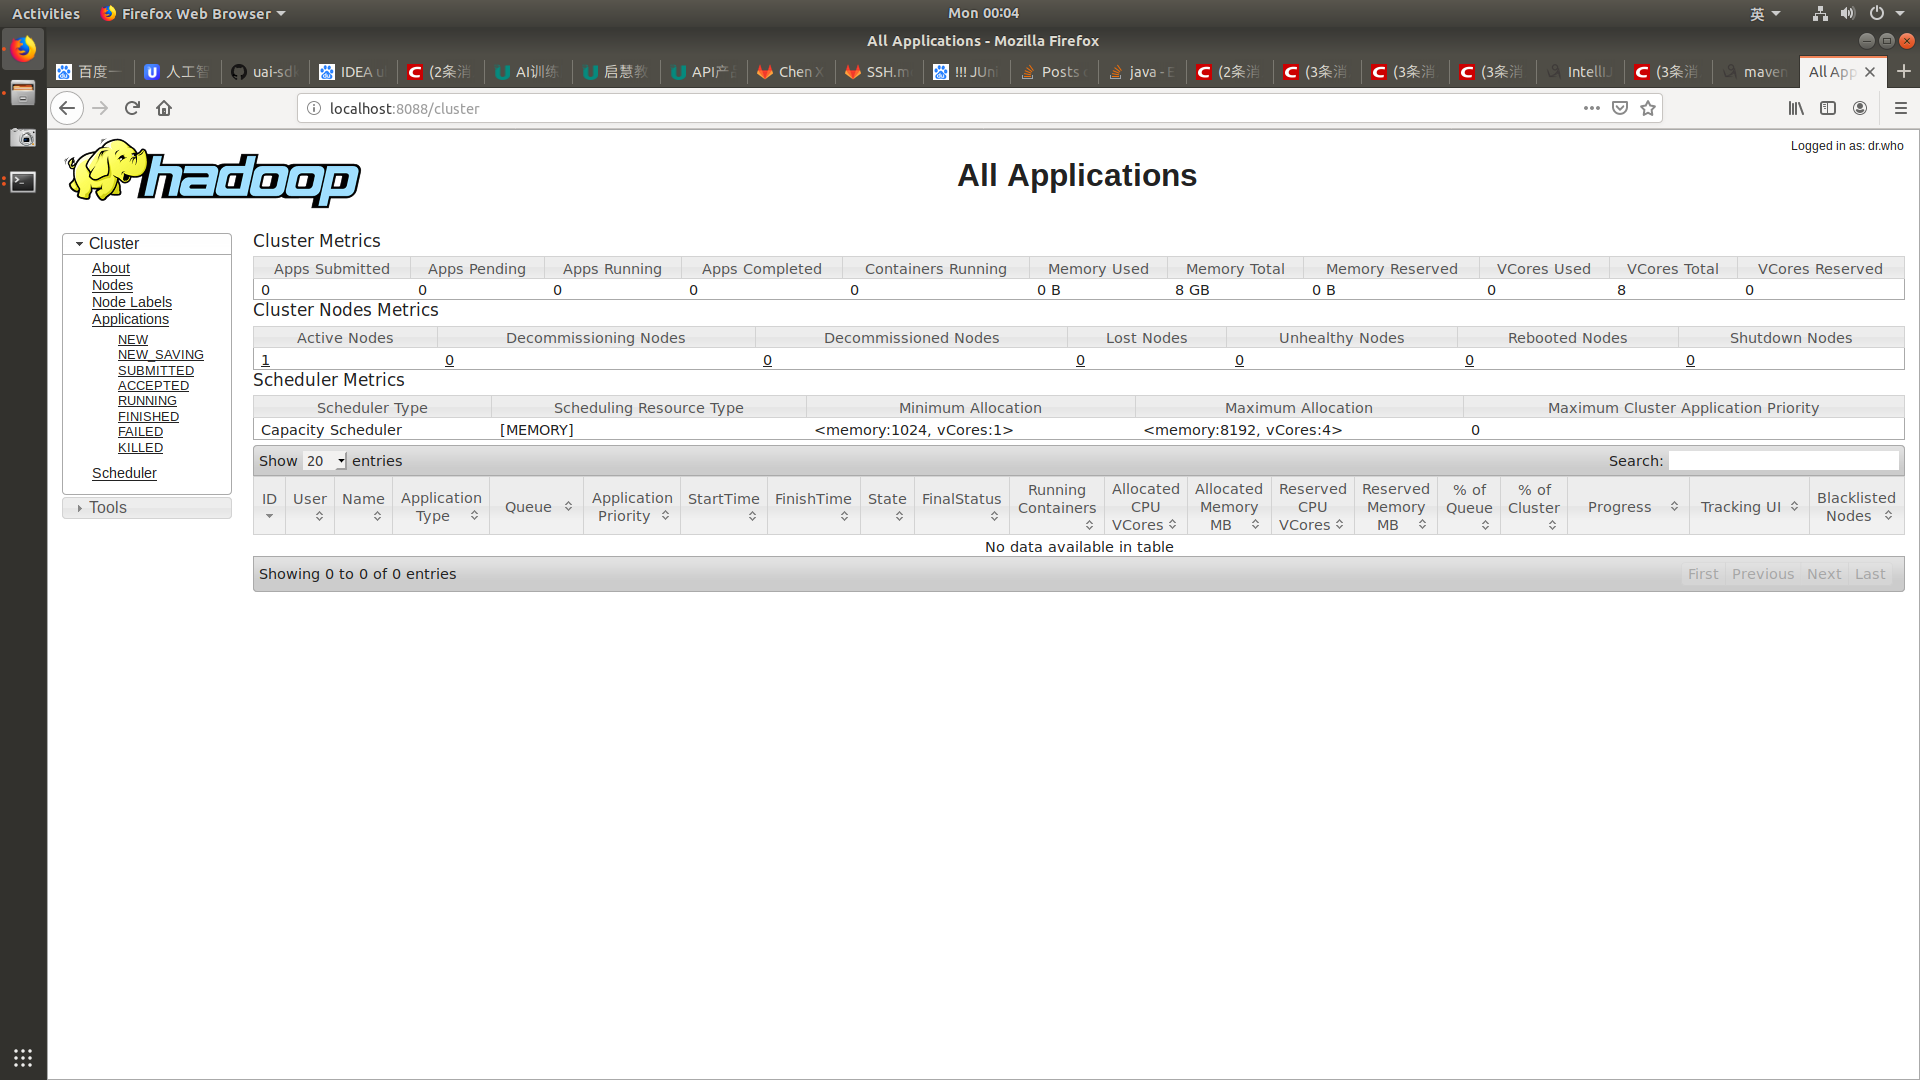 Activities Firefox Web Browser Mon 00:04 英
All Applications - Mozilla Firefox
百度一 人工智 uai-sdk IDEA u (2条消 AI训练 启慧教 API产 Chen X SSH.m !!! JUni Posts java - E (2条消 (3条消 (3条消 (3条消 IntelliJ (3条消 maven All App
localhost:8088/cluster
hadoop
All Applications
Logged in as: dr.who
Cluster
About
Nodes
Node Labels
Applications
NEW
NEW_SAVING
SUBMITTED
ACCEPTED
RUNNING
FINISHED
FAILED
KILLED
Scheduler
Tools
Cluster Metrics
Apps Submitted Apps Pending Apps Running Apps Completed Containers Running Memory Used Memory Total Memory Reserved VCores Used VCores Total VCores Reserved
0 0 0 0 0 0 B 8 GB 0 B 0 8 0
Cluster Nodes Metrics
Active Nodes Decommissioning Nodes Decommissioned Nodes Lost Nodes Unhealthy Nodes Rebooted Nodes Shutdown Nodes
1 0 0 0 0 0 0
Scheduler Metrics
Scheduler Type Scheduling Resource Type Minimum Allocation Maximum Allocation Maximum Cluster Application Priority
Capacity Scheduler [MEMORY] <memory:1024, vCores:1> <memory:8192, vCores:4> 0
Show 20 entries Search:
ID User Name Application Type Queue Application Priority StartTime FinishTime State FinalStatus Running Containers Allocated CPU VCores Allocated Memory MB Reserved CPU VCores Reserved Memory MB % of Queue % of Cluster Progress Tracking UI Blacklisted Nodes
No data available in table
Showing 0 to 0 of 0 entries First Previous Next Last